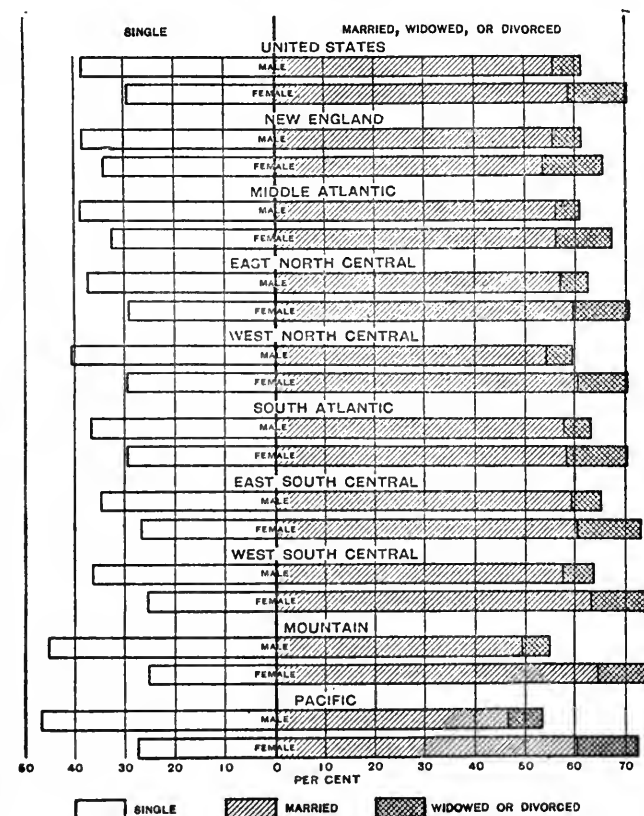 SINGLE MARRIED, WIDOWED, OR DIVORCED
UNITED STATES
MALE
FEMALE
NEW ENGLAND
MALE
FEMALE
MIDDLE ATLANTIC
MALE
FEMALE
EAST NORTH CENTRAL
MALE
FEMALE
WEST NORTH CENTRAL
MALE
FEMALE
SOUTH ATLANTIC
MALE
FEMALE
EAST SOUTH CENTRAL
MALE
FEMALE
WEST SOUTH CENTRAL
MALE
FEMALE
MOUNTAIN
MALE
FEMALE
PACIFIC
MALE
FEMALE
50 40 30 20 10 0 10 20 30 40 50 60 70
PER CENT
SINGLE MARRIED WIDOWED OR DIVORCED